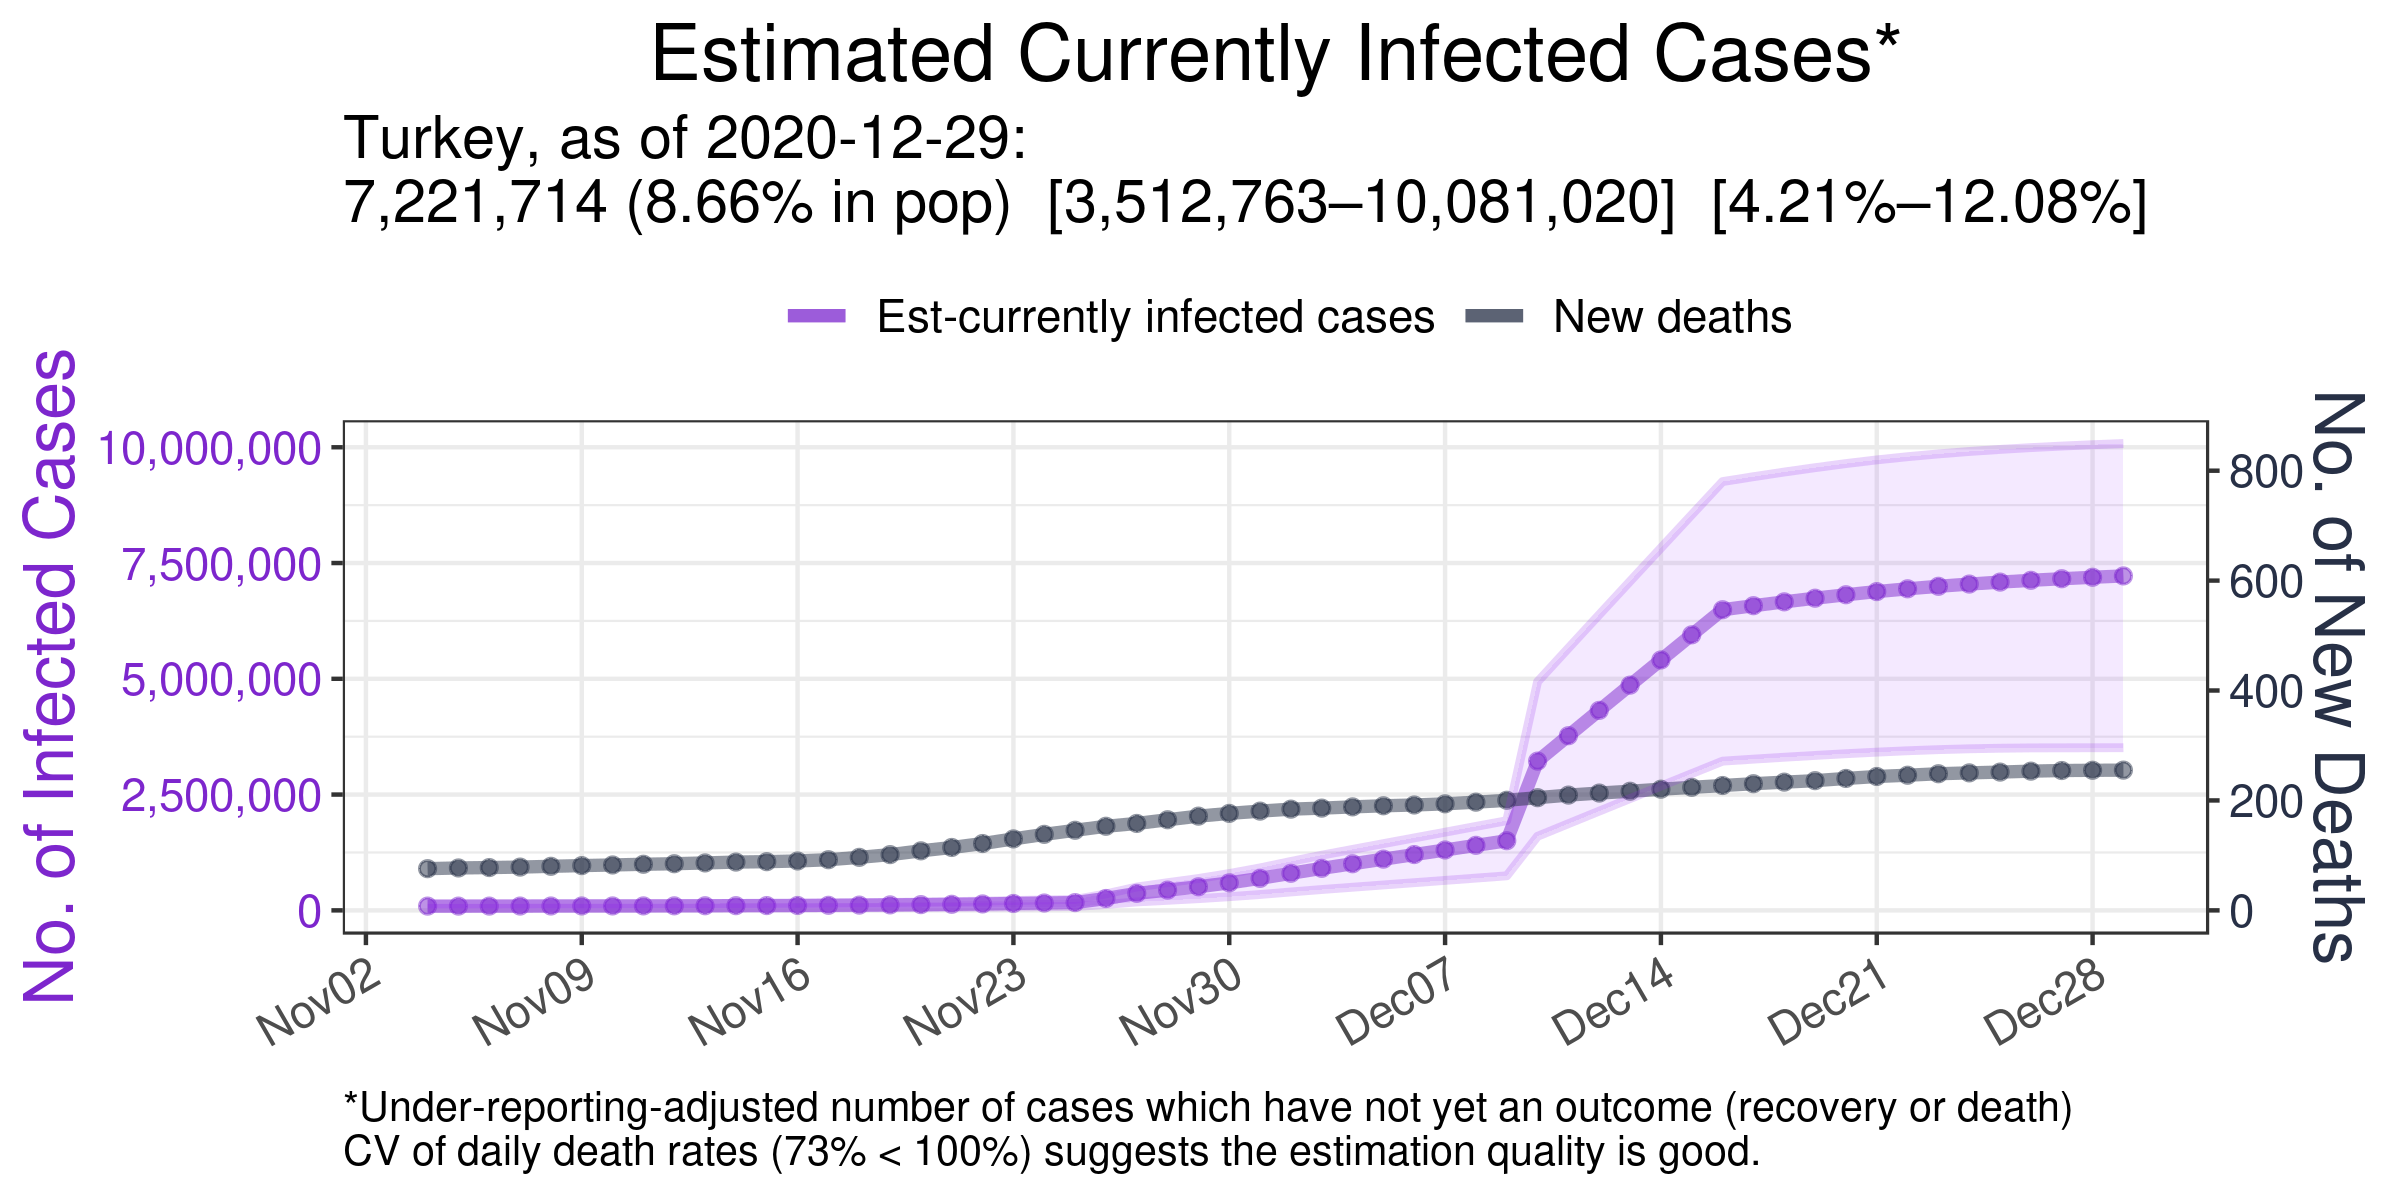 Estimated Currently Infected Cases*
Turkey, as of 2020-12-29:
7,221,714 (8.66% in pop)  [3,512,763–10,081,020]  [4.21%–12.08%]
Est-currently infected cases
New deaths
No. of Infected Cases
10,000,000
7,500,000
5,000,000
2,500,000
0
800
600
400
200
0
No. of New Deaths
Nov02
Nov09
Nov16
Nov23
Nov30
Dec07
Dec14
Dec21
Dec28
*Under-reporting-adjusted number of cases which have not yet an outcome (recovery or death)
CV of daily death rates (73% < 100%) suggests the estimation quality is good.